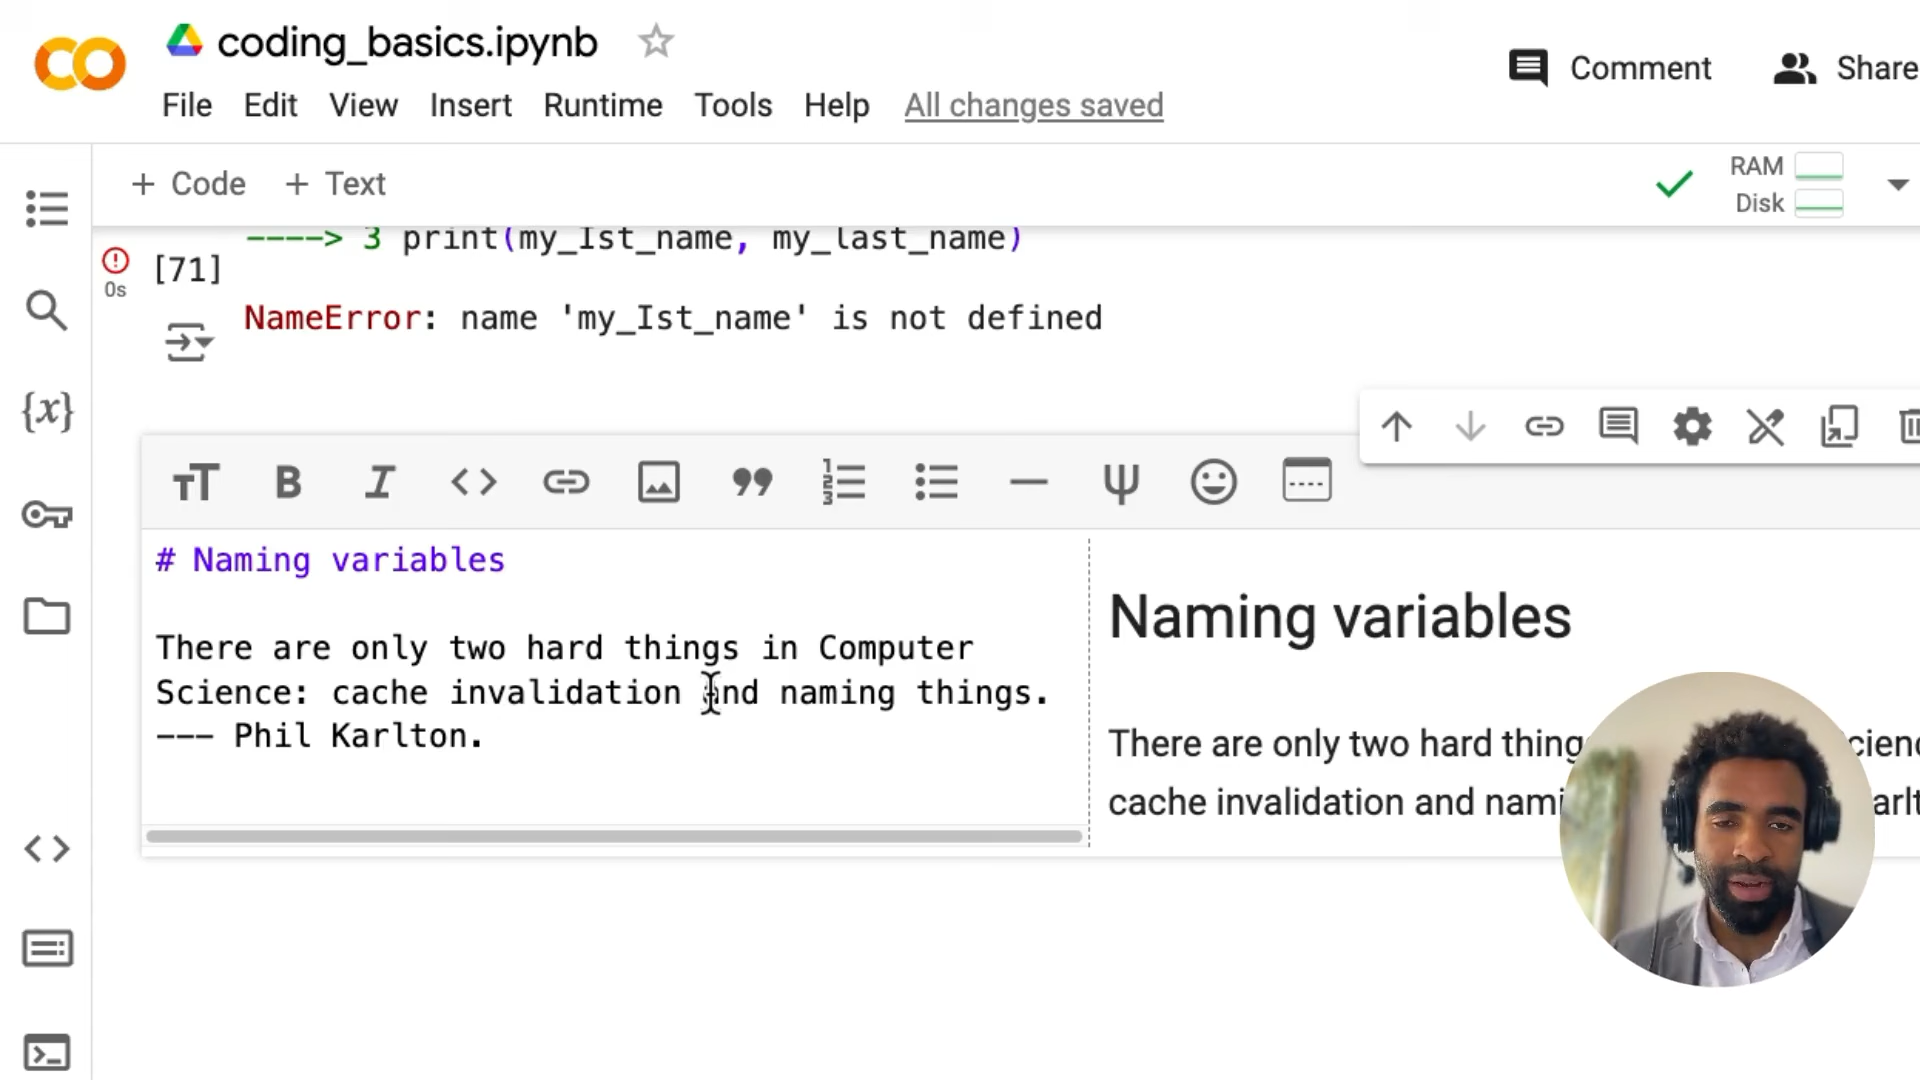 coding_basics.ipynb
Comment
Share
File Edit View Insert Runtime Tools Help All changes saved
+ Code + Text
RAM
Disk
----> 3 print(my_Ist_name, my_last_name)
[71]
0s
NameError: name 'my_Ist_name' is not defined
# Naming variables
There are only two hard things in Computer
Science: cache invalidation and naming things.
--- Phil Karlton.
Naming variables
There are only two hard thing
cache invalidation and nami